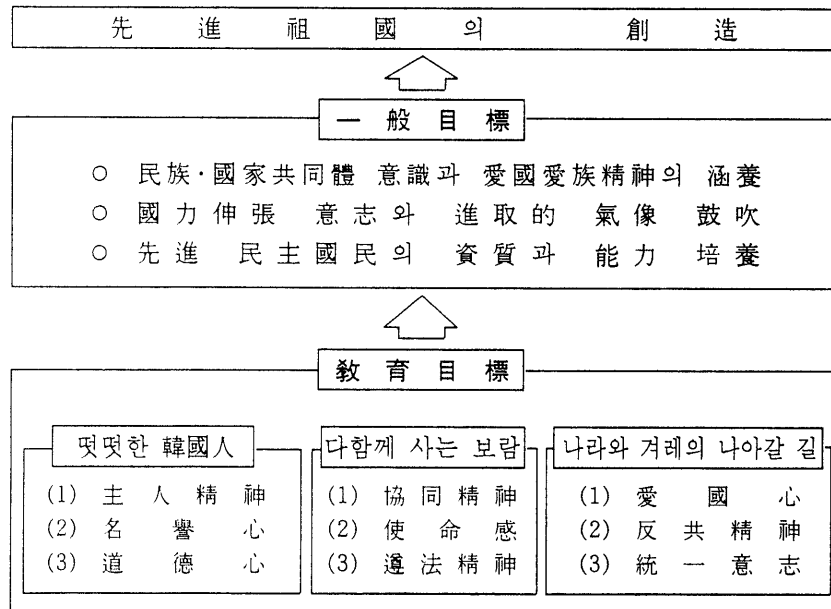 先進祖國의 創造
一般目標
○ 民族·國家共同體 意識과 愛國愛族精神의 涵養
○ 國力伸張 意志와 進取的 氣像 鼓吹
○ 先進 民主國民의 資質과 能力 培養
敎育目標
떳떳한 韓國人
(1) 主人精神
(2) 名譽心
(3) 道德心
다함께 사는 보람
(1) 協同精神
(2) 使命感
(3) 遵法精神
나라와 겨레의 나아갈 길
(1) 愛國心
(2) 反共精神
(3) 統一意志